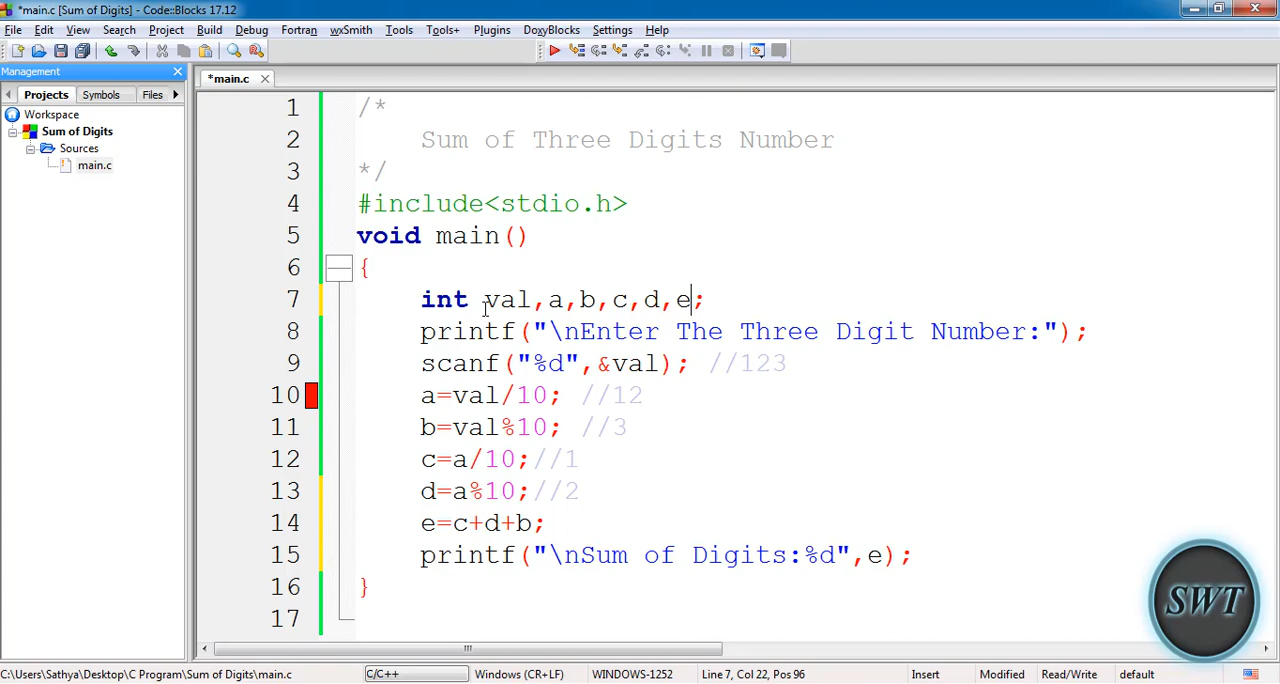 *main.c [Sum of Digits] - Code::Blocks 17.12
File Edit View Search Project Build Debug Fortran wxSmith Tools Tools+ Plugins DoxyBlocks Settings Help
Management
*main.c
Projects Symbols Files
Workspace
Sum of Digits
Sources
main.c
1 /*
2 Sum of Three Digits Number
3 */
4 #include<stdio.h>
5 void main()
6 {
7 int val,a,b,c,d,e;
8 printf("\nEnter The Three Digit Number:");
9 scanf("%d",&val); //123
10 a=val/10; //12
11 b=val%10; //3
12 c=a/10;//1
13 d=a%10;//2
14 e=c+d+b;
15 printf("\nSum of Digits:%d",e);
16 }
17
SWT
C:\Users\Sathya\Desktop\C Program\Sum of Digits\main.c C/C++ Windows (CR+LF) WINDOWS-1252 Line 7, Col 22, Pos 96 Insert Modified Read/Write default